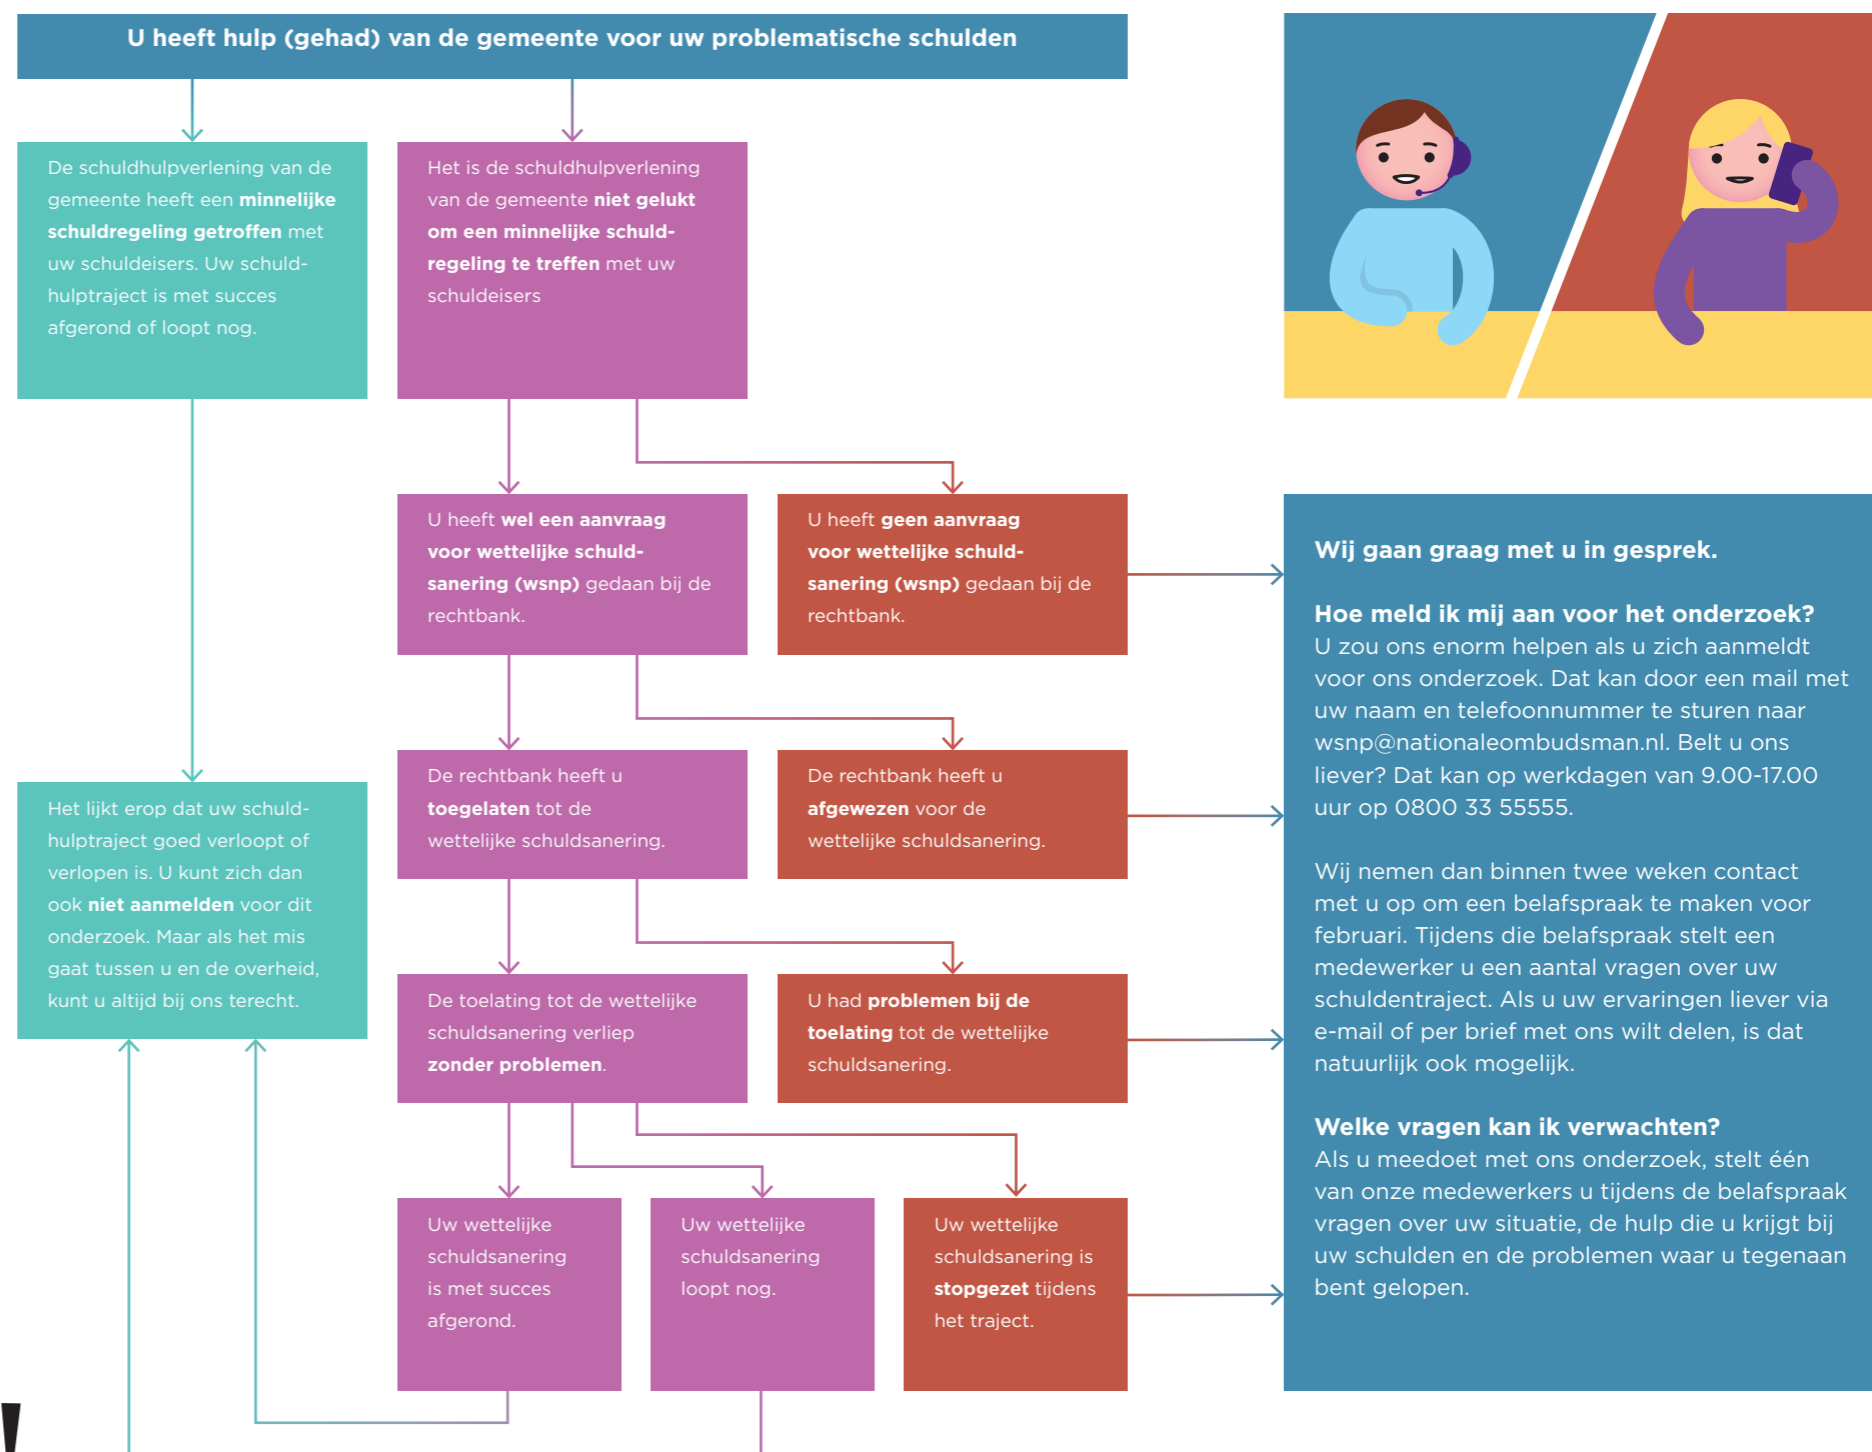 U heeft hulp (gehad) van de gemeente voor uw problematische schulden
De schuldhulpverlening van de
gemeente heeft een minnelijke
schuldregeling getroffen met
uw schuldeisers. Uw schuld-
hulptraject is met succes
afgerond of loopt nog.
Het is de schuldhulpverlening
van de gemeente niet gelukt
om een minnelijke schuld-
regeling te treffen met uw
schuldeisers
U heeft wel een aanvraag
voor wettelijke schuld-
sanering (wsnp) gedaan bij de
rechtbank.
U heeft geen aanvraag
voor wettelijke schuld-
sanering (wsnp) gedaan bij de
rechtbank.
De rechtbank heeft u
toegelaten tot de
wettelijke schuldsanering.
De rechtbank heeft u
afgewezen voor de
wettelijke schuldsanering.
Het lijkt erop dat uw schuld-
hulptraject goed verloopt of
verlopen is. U kunt zich dan
ook niet aanmelden voor dit
onderzoek. Maar als het mis
gaat tussen u en de overheid,
kunt u altijd bij ons terecht.
De toelating tot de wettelijke
schuldsanering verliep
zonder problemen.
U had problemen bij de
toelating tot de wettelijke
schuldsanering.
Uw wettelijke
schuldsanering
is met succes
afgerond.
Uw wettelijke
schuldsanering
loopt nog.
Uw wettelijke
schuldsanering is
stopgezet tijdens
het traject.
Wij gaan graag met u in gesprek.
Hoe meld ik mij aan voor het onderzoek?
U zou ons enorm helpen als u zich aanmeldt
voor ons onderzoek. Dat kan door een mail met
uw naam en telefoonnummer te sturen naar
wsnp@nationaleombudsman.nl. Belt u ons
liever? Dat kan op werkdagen van 9.00-17.00
uur op 0800 33 55555.
Wij nemen dan binnen twee weken contact
met u op om een belafspraak te maken voor
februari. Tijdens die belafspraak stelt een
medewerker u een aantal vragen over uw
schuldentraject. Als u uw ervaringen liever via
e-mail of per brief met ons wilt delen, is dat
natuurlijk ook mogelijk.
Welke vragen kan ik verwachten?
Als u meedoet met ons onderzoek, stelt één
van onze medewerkers u tijdens de belafspraak
vragen over uw situatie, de hulp die u krijgt bij
uw schulden en de problemen waar u tegenaan
bent gelopen.